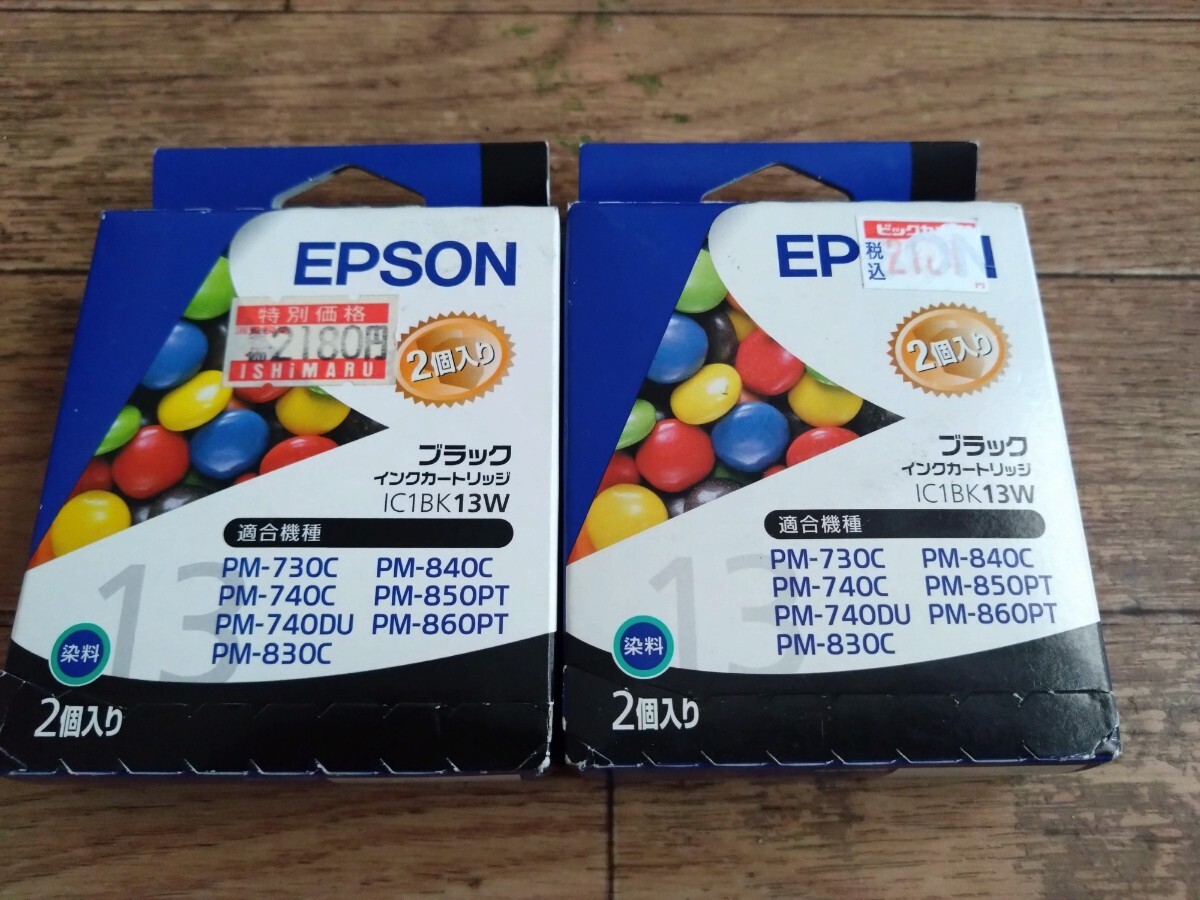 EPSON
特別価格
2180円
ISHiMARU
2個入り
ブラック
インクカートリッジ
IC1BK13W
適合機種
13
PM-730C PM-840C
PM-740C PM-850PT
PM-740DU PM-860PT
PM-830C
染料
2個入り
EP ON
税込
円
2個入り
ブラック
インクカートリッジ
IC1BK13W
適合機種
13
PM-730C PM-840C
PM-740C PM-850PT
PM-740DU PM-860PT
PM-830C
染料
2個入り